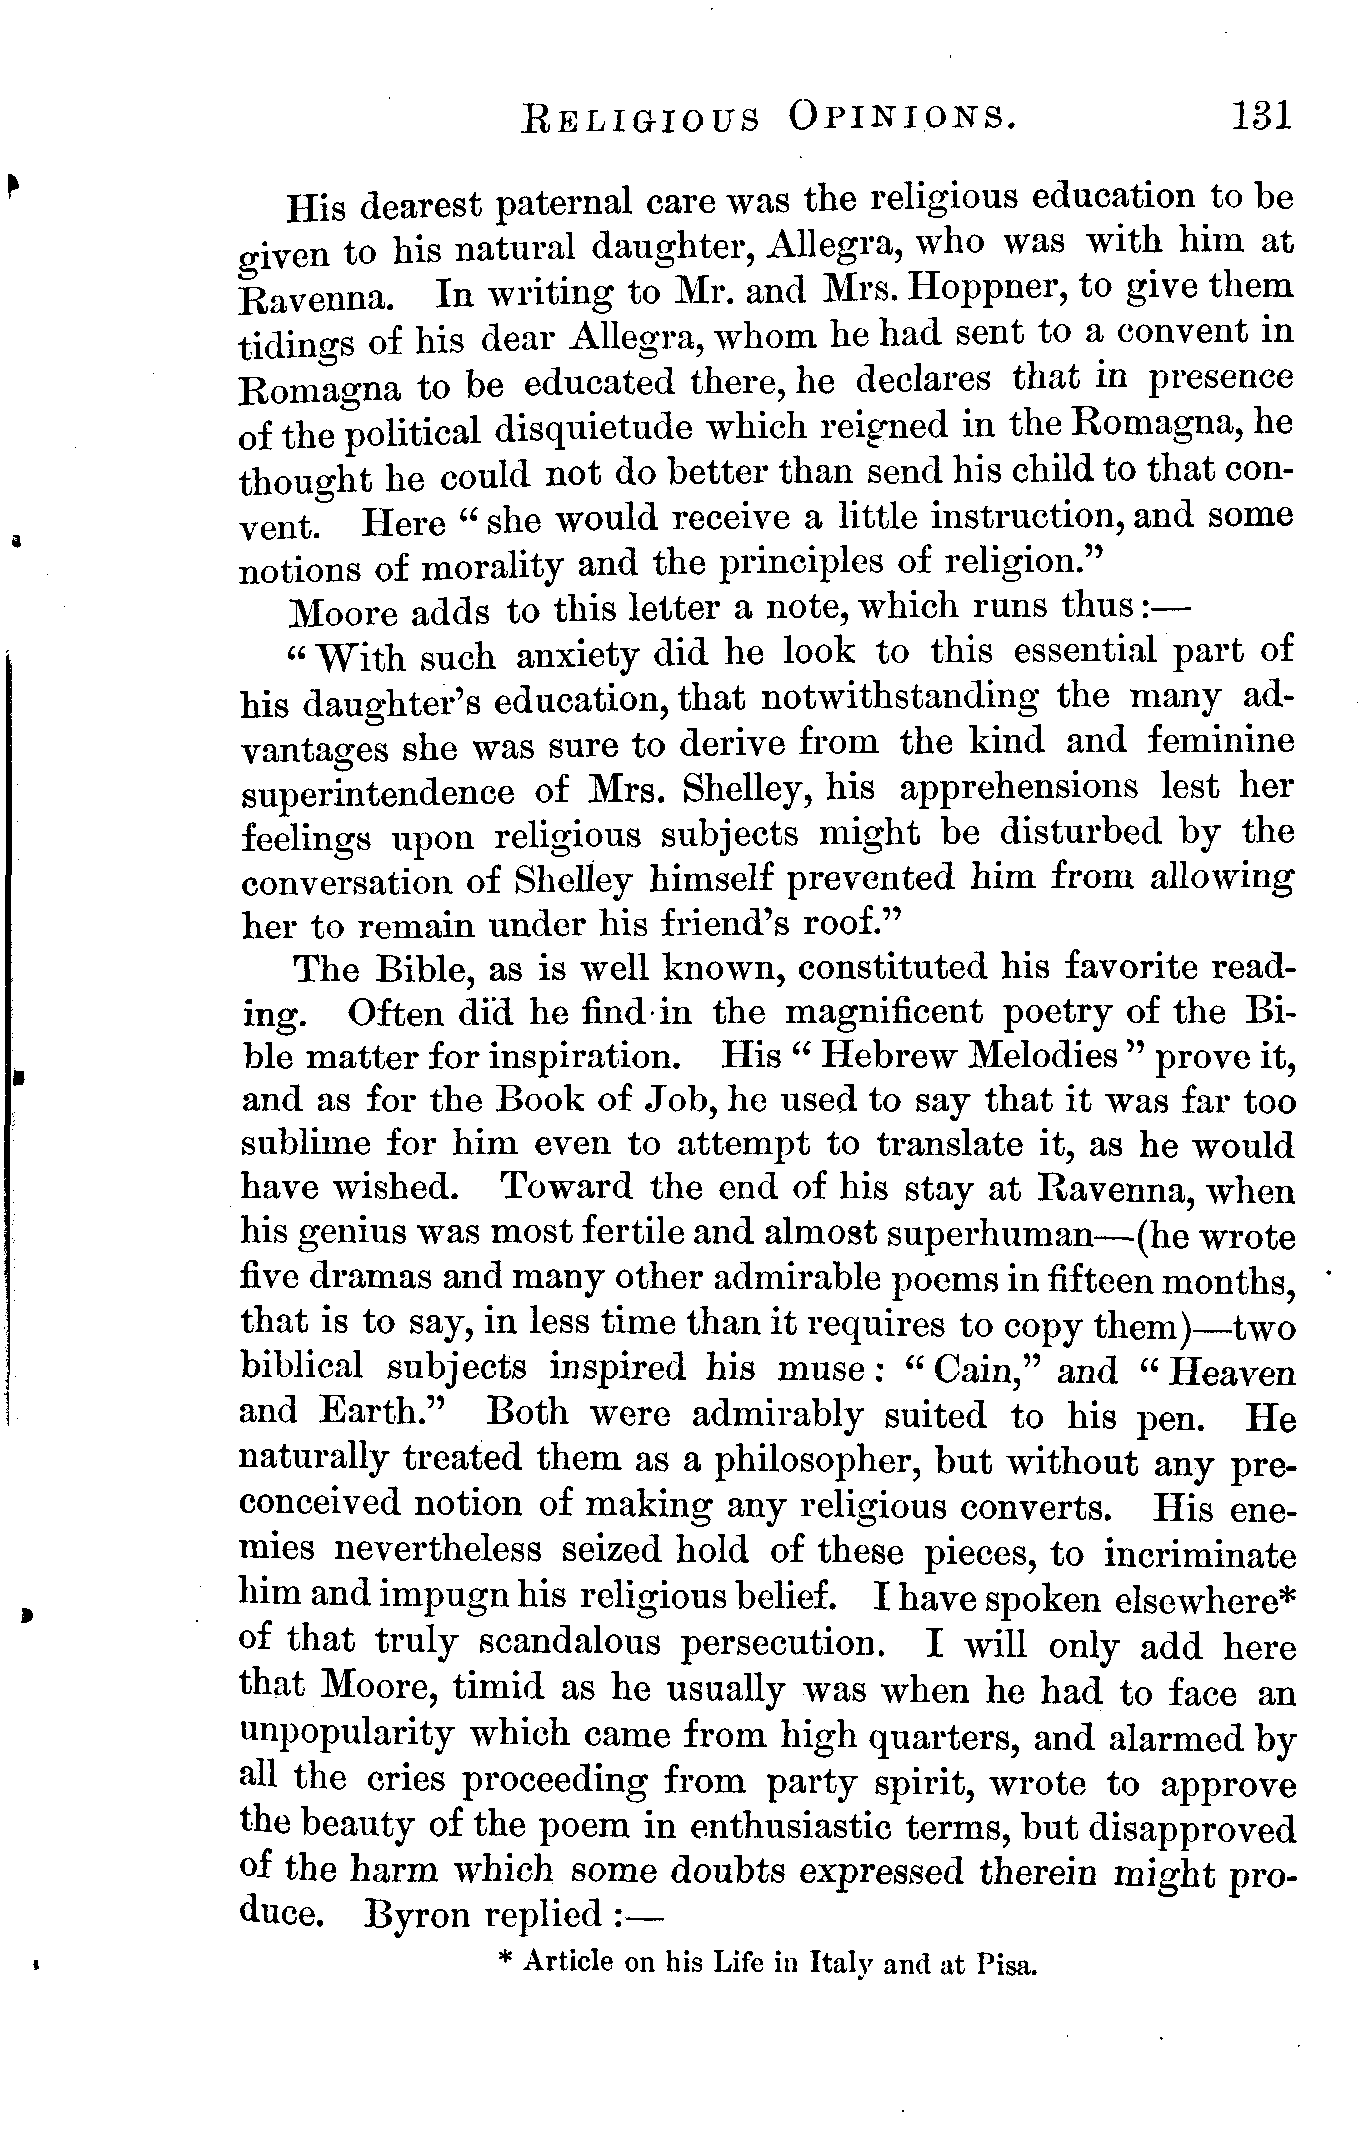 RELIGIOUS OPINIONS. 131
His dearest paternal care was the religious education to be
given to his natural daughter, Allegra, who was with him at
Ravenna. In writing to Mr. and Mrs. Hoppner, to give them
tidings of his dear Allegra, whom he had sent to a convent in
Romagna to be educated there, he declares that in presence
of the political disquietude which reigned in the Romagna, he
thought he could not do better than send his child to that con-
vent. Here “she would receive a little instruction, and some
notions of morality and the principles of religion.”
Moore adds to this letter a note, which runs thus:—
“With such anxiety did he look to this essential part of
his daughter’s education, that notwithstanding the many ad-
vantages she was sure to derive from the kind and feminine
superintendence of Mrs. Shelley, his apprehensions lest her
feelings upon religious subjects might be disturbed by the
conversation of Shelley himself prevented him from allowing
her to remain under his friend’s roof.”
The Bible, as is well known, constituted his favorite read-
ing. Often did he find in the magnificent poetry of the Bi-
ble matter for inspiration. His “Hebrew Melodies” prove it,
and as for the Book of Job, he used to say that it was far too
sublime for him even to attempt to translate it, as he would
have wished. Toward the end of his stay at Ravenna, when
his genius was most fertile and almost superhuman—(he wrote
five dramas and many other admirable poems in fifteen months,
that is to say, in less time than it requires to copy them)—two
biblical subjects inspired his muse: “Cain,” and “Heaven
and Earth.” Both were admirably suited to his pen. He
naturally treated them as a philosopher, but without any pre-
conceived notion of making any religious converts. His ene-
mies nevertheless seized hold of these pieces, to incriminate
him and impugn his religious belief. I have spoken elsewhere*
of that truly scandalous persecution. I will only add here
that Moore, timid as he usually was when he had to face an
unpopularity which came from high quarters, and alarmed by
all the cries proceeding from party spirit, wrote to approve
the beauty of the poem in enthusiastic terms, but disapproved
of the harm which some doubts expressed therein might pro-
duce. Byron replied:—
* Article on his Life in Italy and at Pisa.